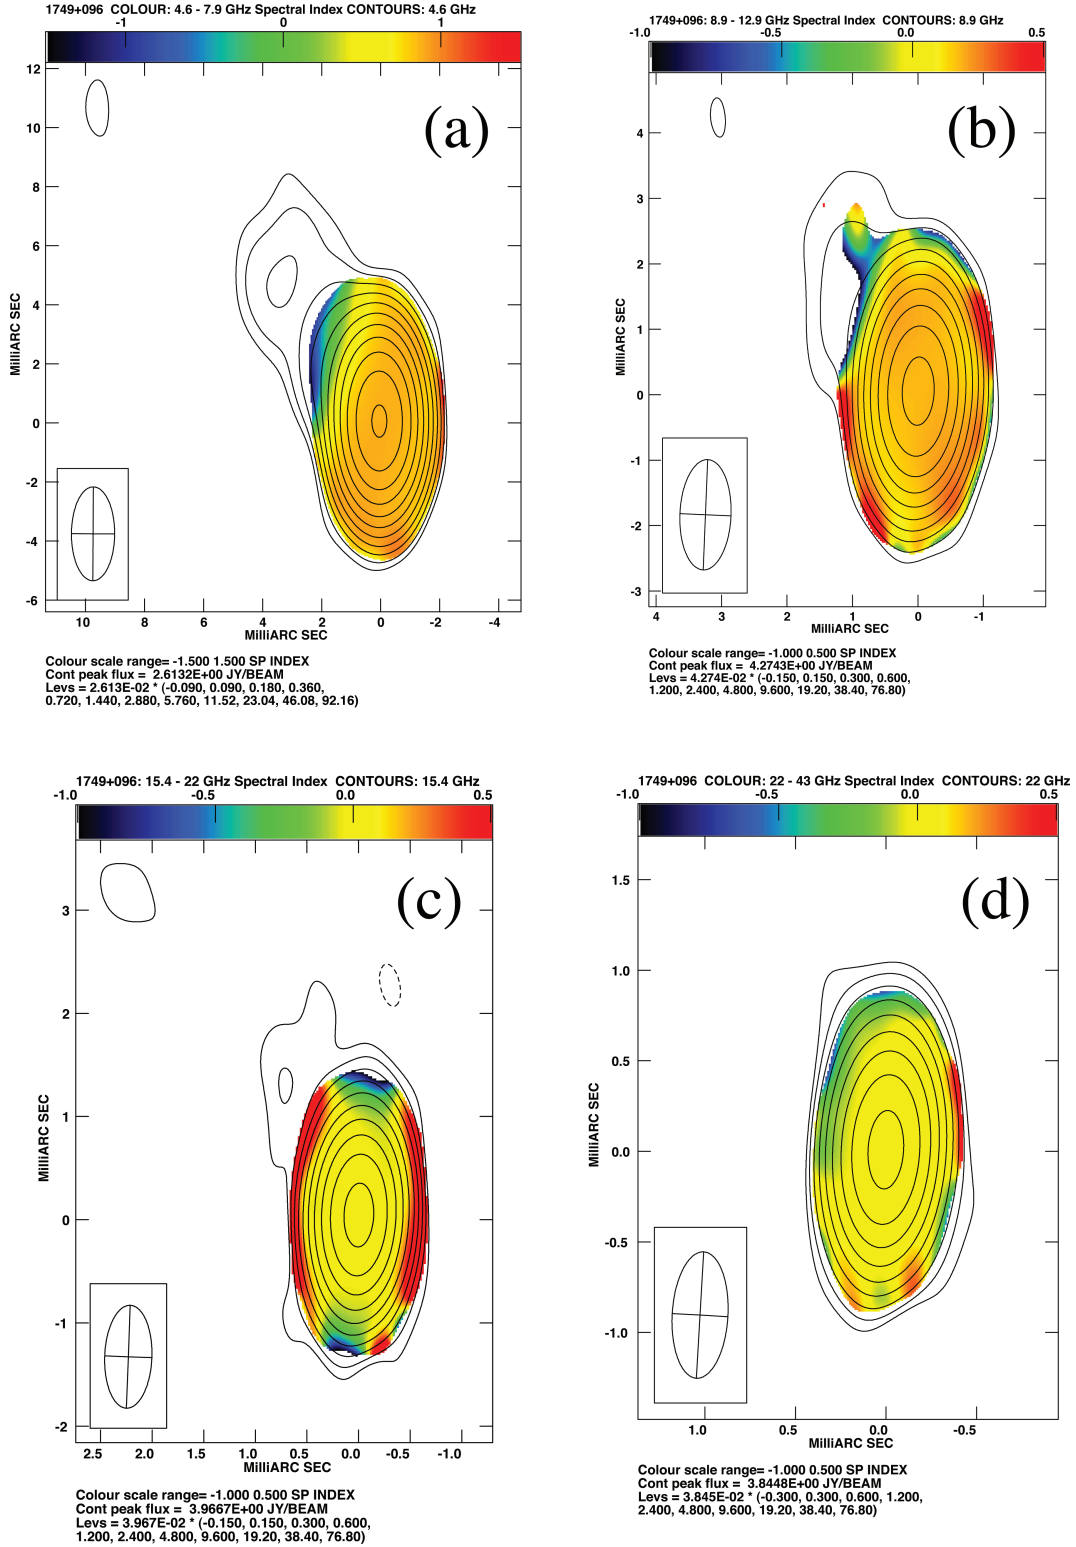 1749+096 COLOUR: 4.6 - 7.9 GHz Spectral Index CONTOURS: 4.6 GHz
-1 0 1
(a)
12
10
8
6
4
2
0
-2
-4
-6
MilliARC SEC
10 8 6 4 2 0 -2 -4
MilliARC SEC
Colour scale range= -1.500 1.500 SP INDEX
Cont peak flux = 2.6132E+00 JY/BEAM
Levs = 2.613E-02 * (-0.090, 0.090, 0.180, 0.360,
0.720, 1.440, 2.880, 5.760, 11.52, 23.04, 46.08, 92.16)
1749+096: 8.9 - 12.9 GHz Spectral Index CONTOURS: 8.9 GHz
-1.0 -0.5 0.0 0.5
(b)
4
3
2
1
0
-1
-2
-3
MilliARC SEC
4 3 2 1 0 -1
MilliARC SEC
Colour scale range= -1.000 0.500 SP INDEX
Cont peak flux = 4.2743E+00 JY/BEAM
Levs = 4.274E-02 * (-0.150, 0.150, 0.300, 0.600,
1.200, 2.400, 4.800, 9.600, 19.20, 38.40, 76.80)
1749+096: 15.4 - 22 GHz Spectral Index CONTOURS: 15.4 GHz
-1.0 -0.5 0.0 0.5
(c)
3
2
1
0
-1
-2
MilliARC SEC
2.5 2.0 1.5 1.0 0.5 0.0 -0.5 -1.0
MilliARC SEC
Colour scale range= -1.000 0.500 SP INDEX
Cont peak flux = 3.9667E+00 JY/BEAM
Levs = 3.967E-02 * (-0.150, 0.150, 0.300, 0.600,
1.200, 2.400, 4.800, 9.600, 19.20, 38.40, 76.80)
1749+096 COLOUR: 22 - 43 GHz Spectral Index CONTOURS: 22 GHz
-1.0 -0.5 0.0 0.5
(d)
1.5
1.0
0.5
0.0
-0.5
-1.0
MilliARC SEC
1.0 0.5 0.0 -0.5
MilliARC SEC
Colour scale range= -1.000 0.500 SP INDEX
Cont peak flux = 3.8448E+00 JY/BEAM
Levs = 3.845E-02 * (-0.300, 0.300, 0.600, 1.200,
2.400, 4.800, 9.600, 19.20, 38.40, 76.80)